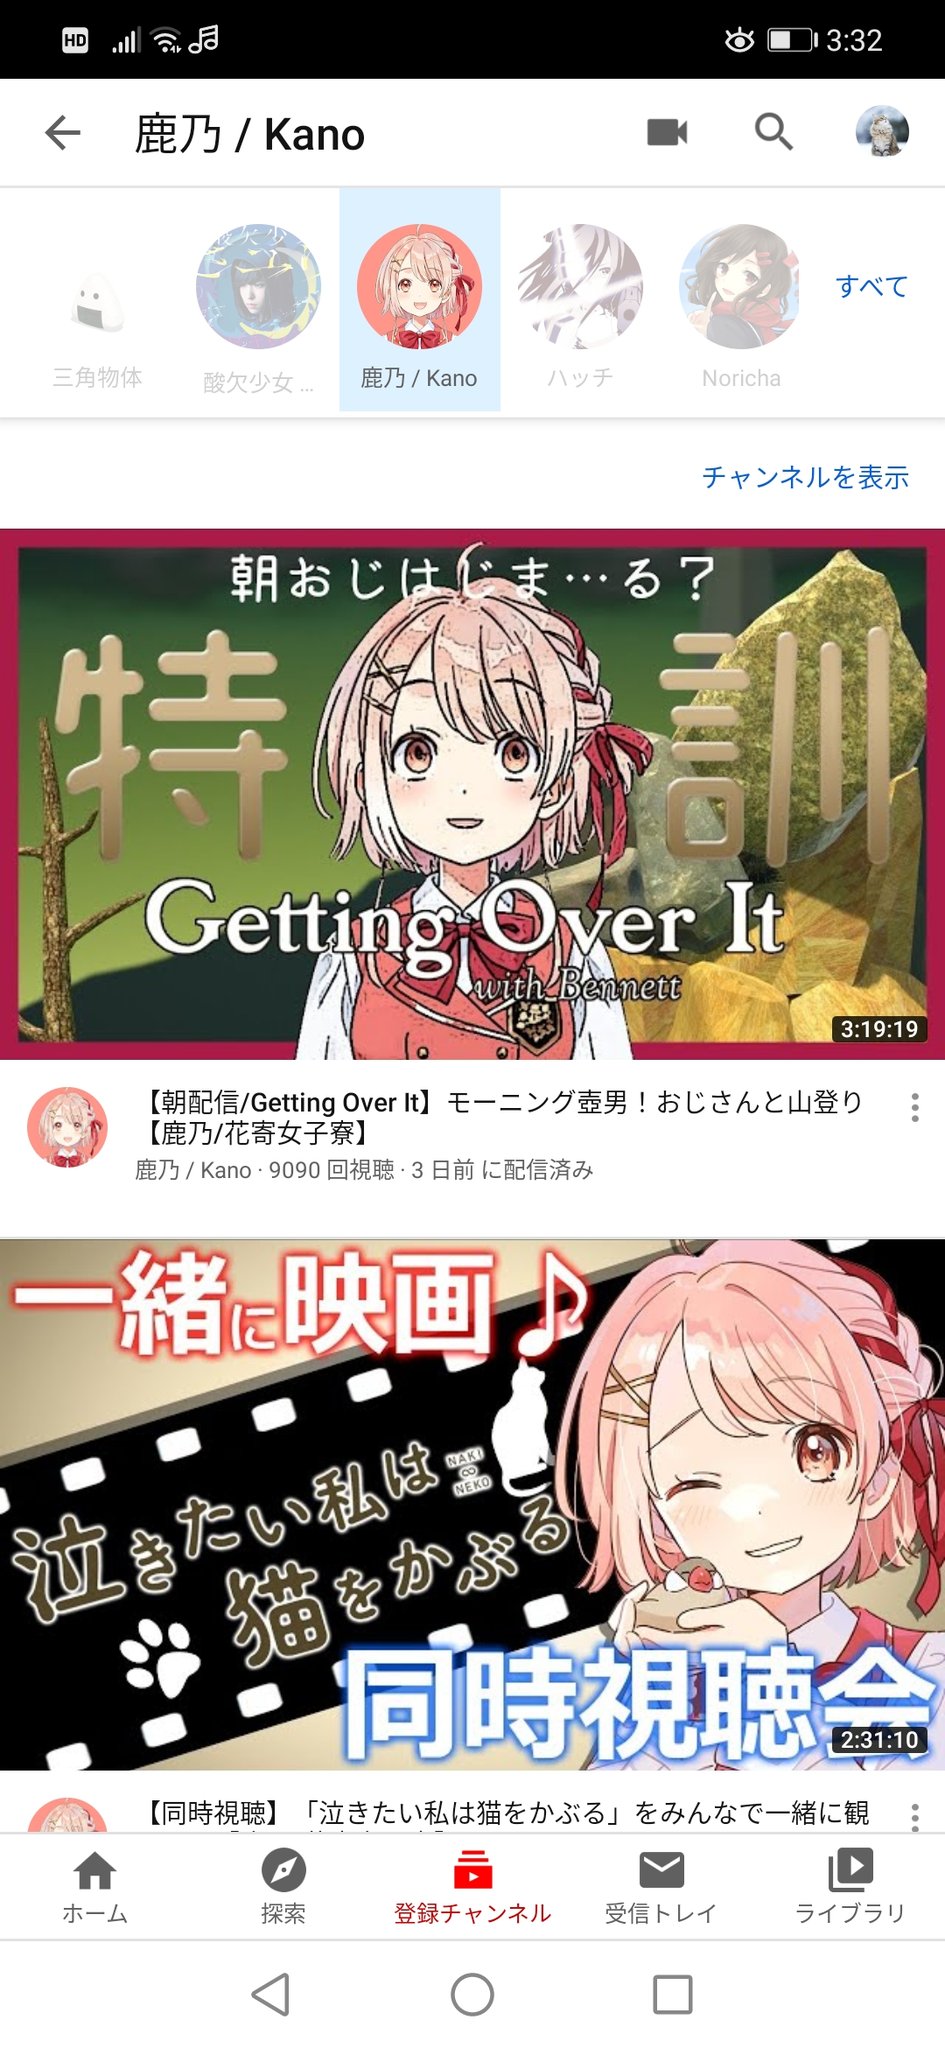 HD 3:32
鹿乃 / Kano
三角物体
酸欠少女 ...
鹿乃 / Kano
ハッチ
Noricha
すべて
チャンネルを表示
朝おじはじま…る？
特訓
Getting Over It
with Bennett
3:19:19
【朝配信/Getting Over It】モーニング壺男！おじさんと山登り
【鹿乃/花寄女子寮】
鹿乃 / Kano · 9090 回視聴 · 3 日前 に配信済み
一緒に映画♪
泣きたい私は
NAKI
∞
NEKO
猫をかぶる
同時視聴会
2:31:10
【同時視聴】「泣きたい私は猫をかぶる」をみんなで一緒に観
ホーム
探索
登録チャンネル
受信トレイ
ライブラリ